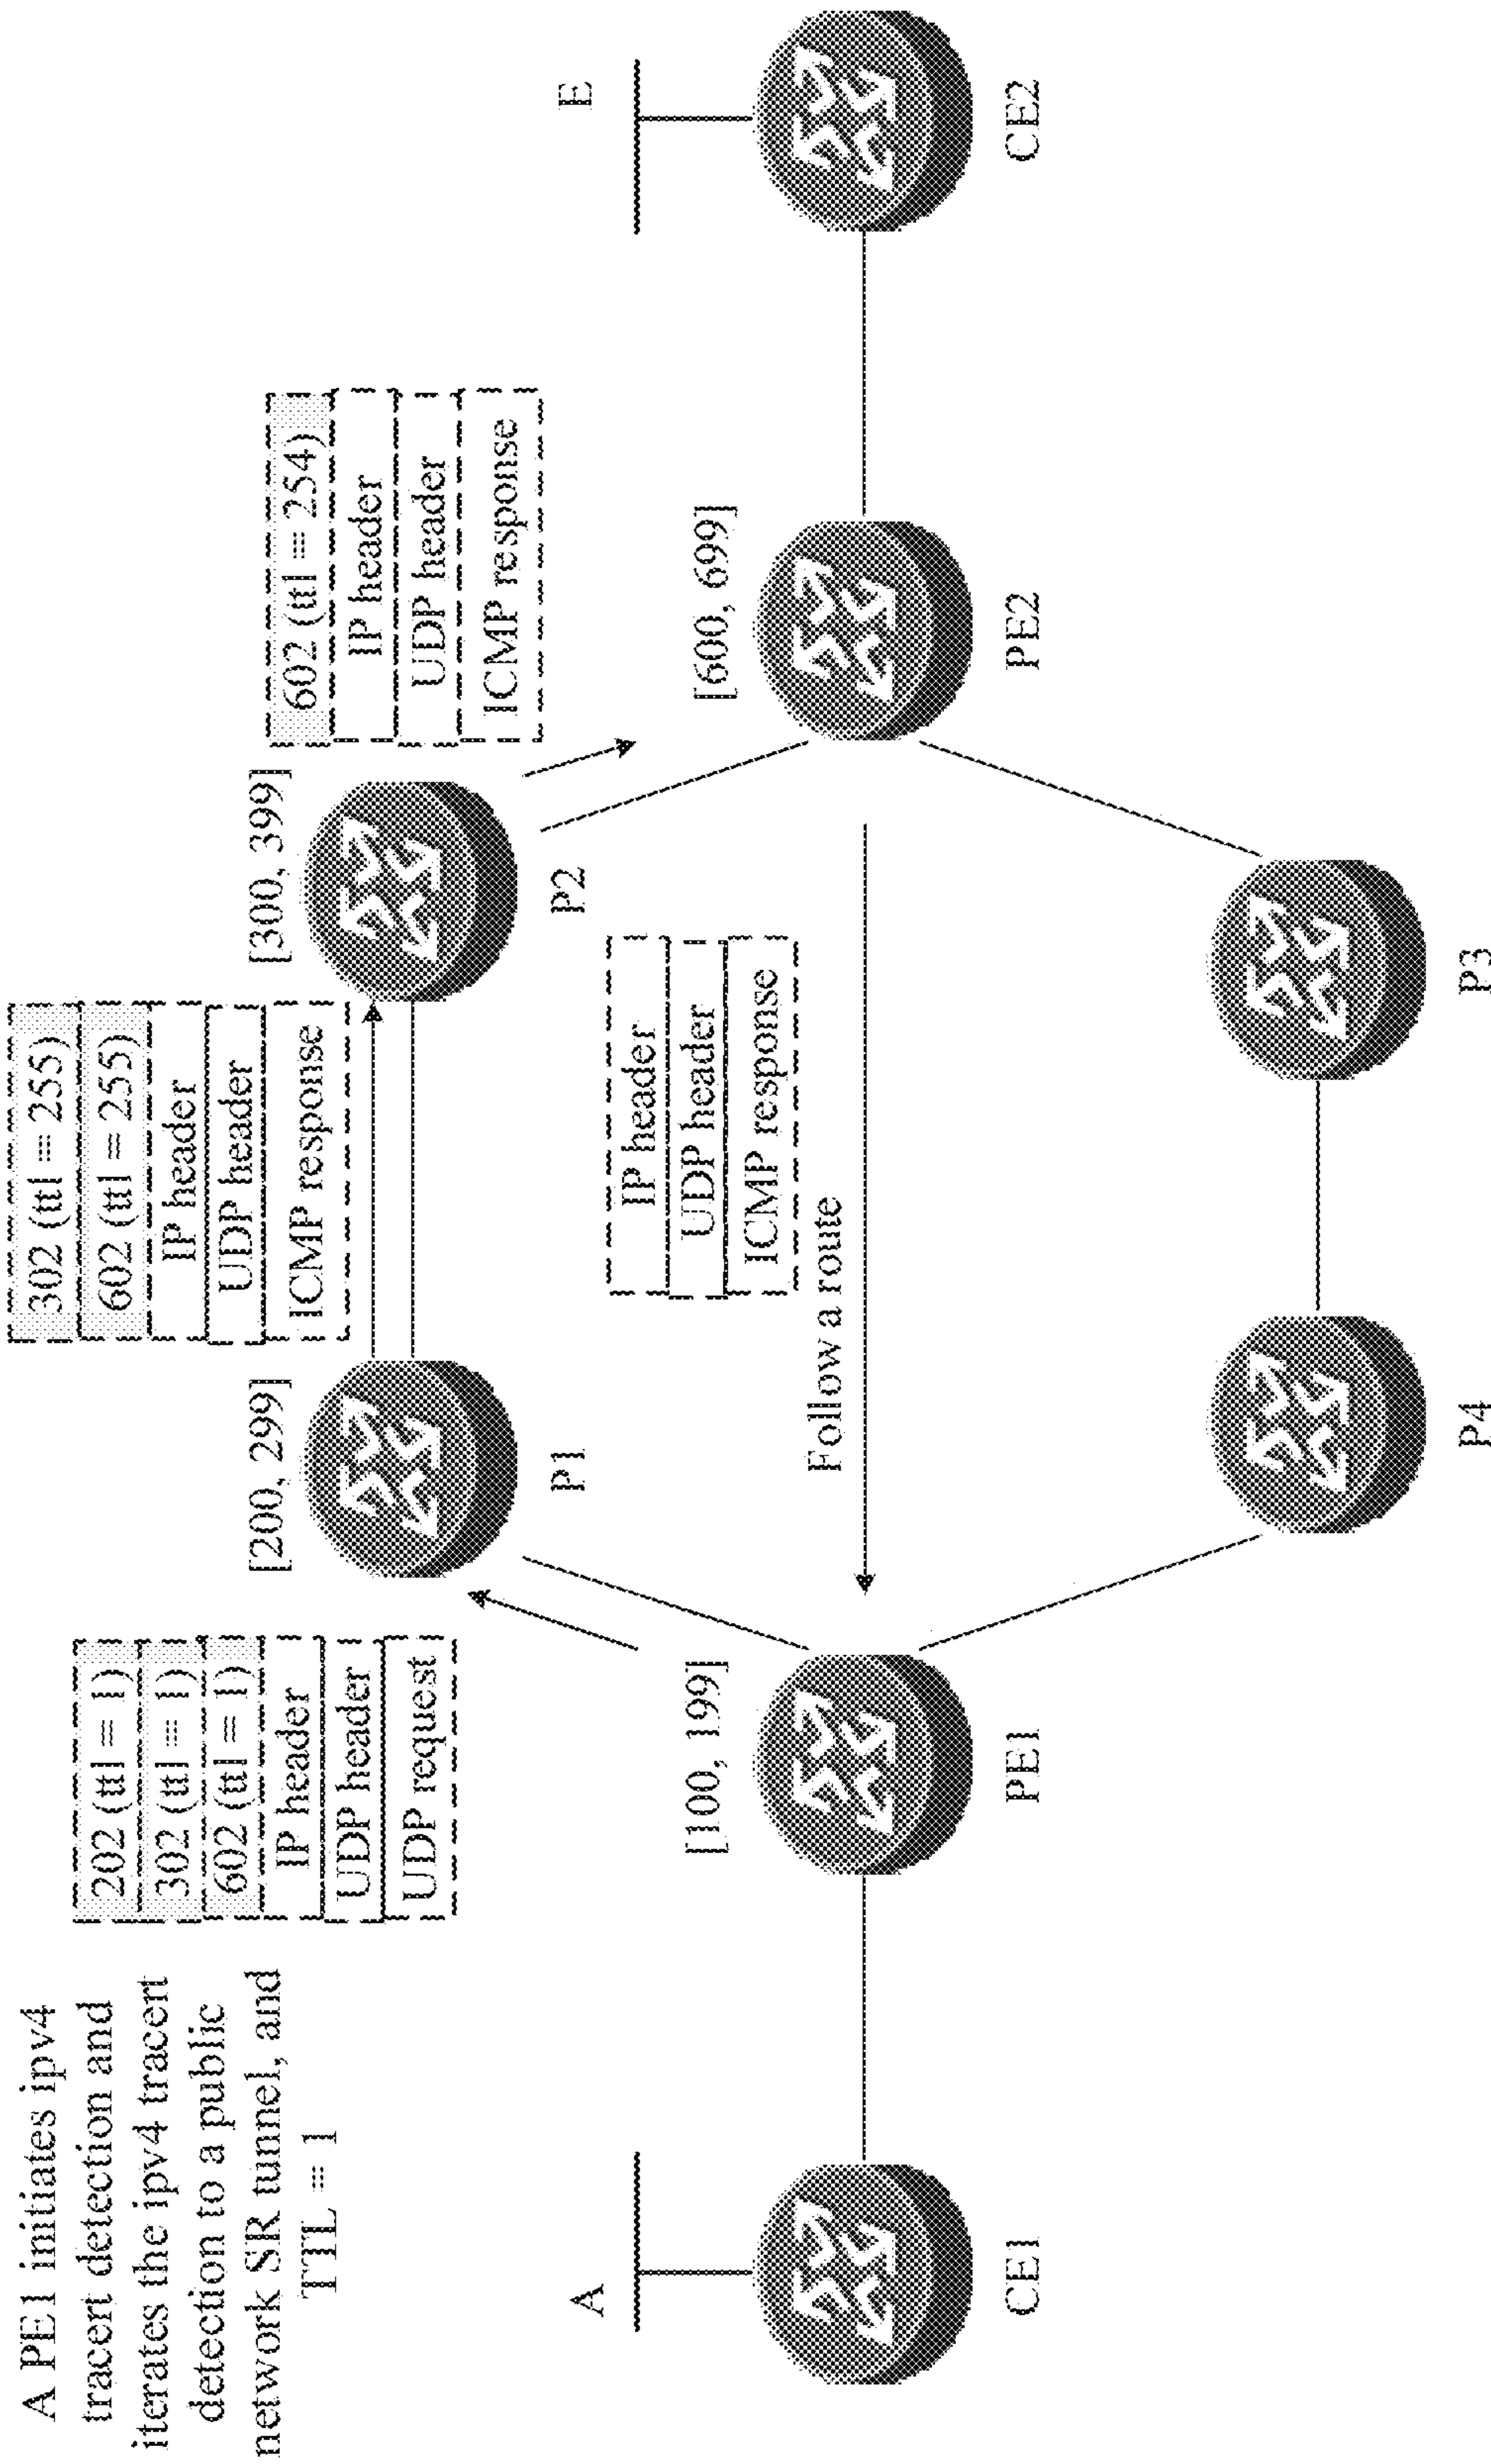 A PE1 initiates ipv4
tracert detection and
iterates the ipv4 tracert
detection to a public
network SR tunnel, and
TTL = 1
202 (ttl = 1)
302 (ttl = 1)
602 (ttl = 1)
IP header
UDP header
UDP request
302 (ttl = 255)
602 (ttl = 255)
IP header
UDP header
ICMP response
602 (ttl = 254)
IP header
UDP header
ICMP response
[200, 299]
P1
[300, 399]
P2
IP header
UDP header
ICMP response
Follow a route
A
CE1
[100, 199]
PE1
[600, 699]
PE2
E
CE2
P4
P3